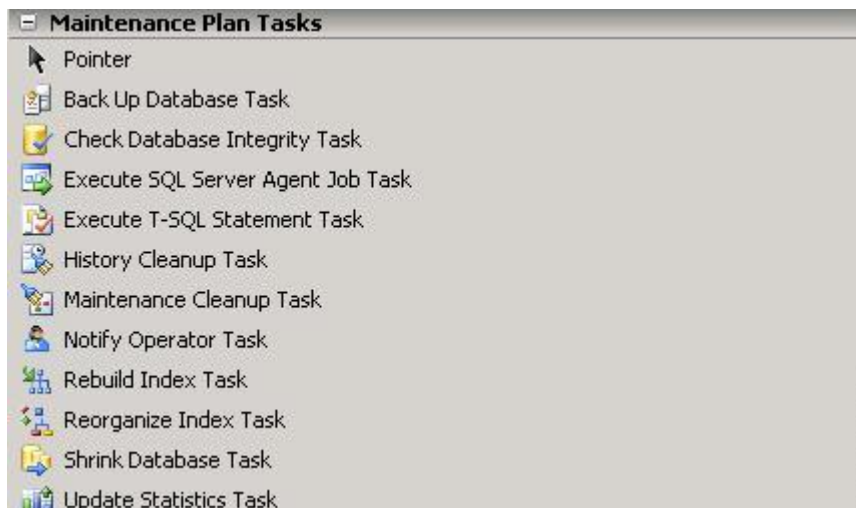 Maintenance Plan Tasks
Pointer
Back Up Database Task
Check Database Integrity Task
Execute SQL Server Agent Job Task
Execute T-SQL Statement Task
History Cleanup Task
Maintenance Cleanup Task
Notify Operator Task
Rebuild Index Task
Reorganize Index Task
Shrink Database Task
Update Statistics Task